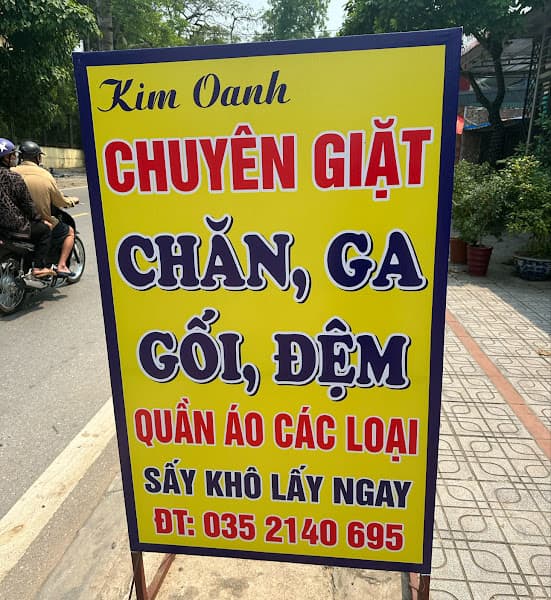 Kim Oanh
CHUYÊN GIẶT
CHĂN, GA
GỐI, ĐỆM
QUẦN ÁO CÁC LOẠI
SẤY KHÔ LẤY NGAY
ĐT: 035 2140 695